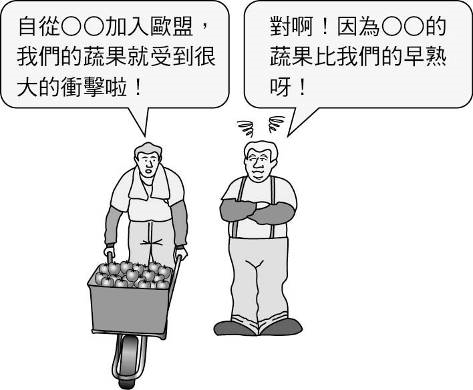 自從○○加入歐盟，
我們的蔬果就受到很
大的衝擊啦！
對啊！因為○○的
蔬果比我們的早熟
呀！